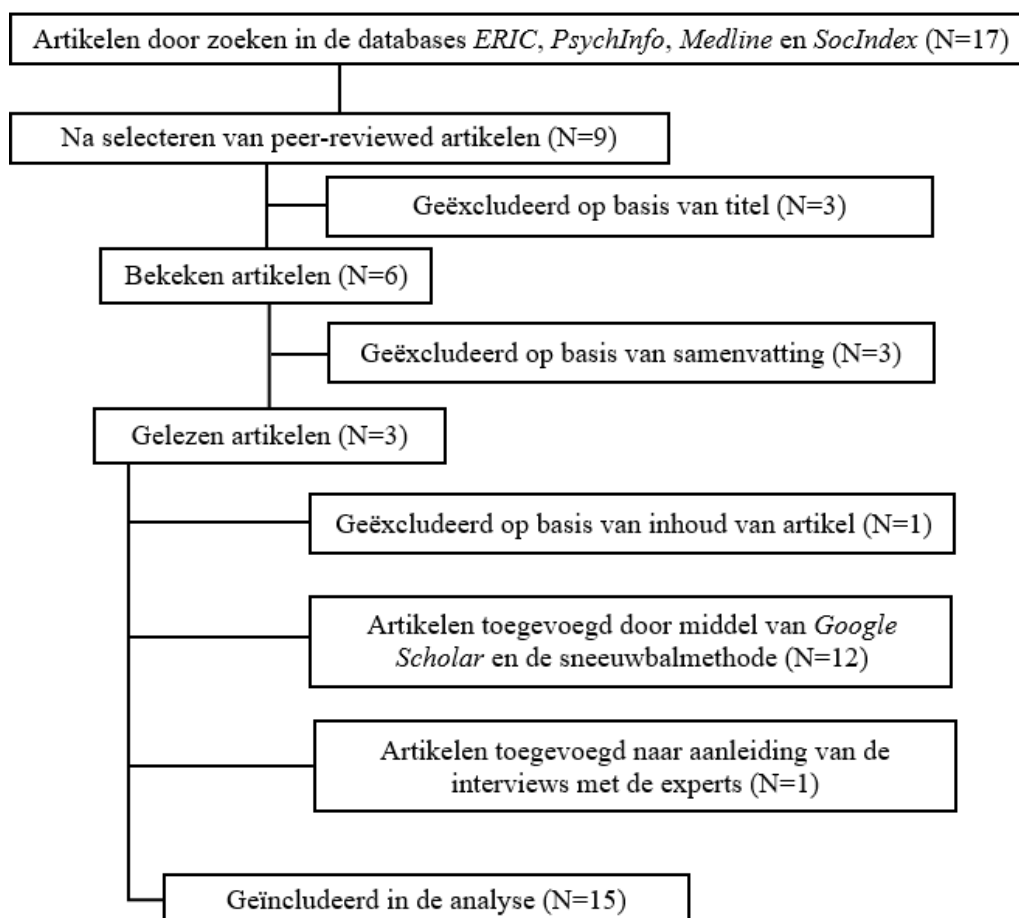 Artikelen door zoeken in de databases ERIC, PsychInfo, Medline en SocIndex (N=17)
Na selecteren van peer-reviewed artikelen (N=9)
Geëxcludeerd op basis van titel (N=3)
Bekeken artikelen (N=6)
Geëxcludeerd op basis van samenvatting (N=3)
Gelezen artikelen (N=3)
Geëxcludeerd op basis van inhoud van artikel (N=1)
Artikelen toegevoegd door middel van Google
Scholar en de sneeuwbalmethode (N=12)
Artikelen toegevoegd naar aanleiding van de
interviews met de experts (N=1)
Geïncludeerd in de analyse (N=15)